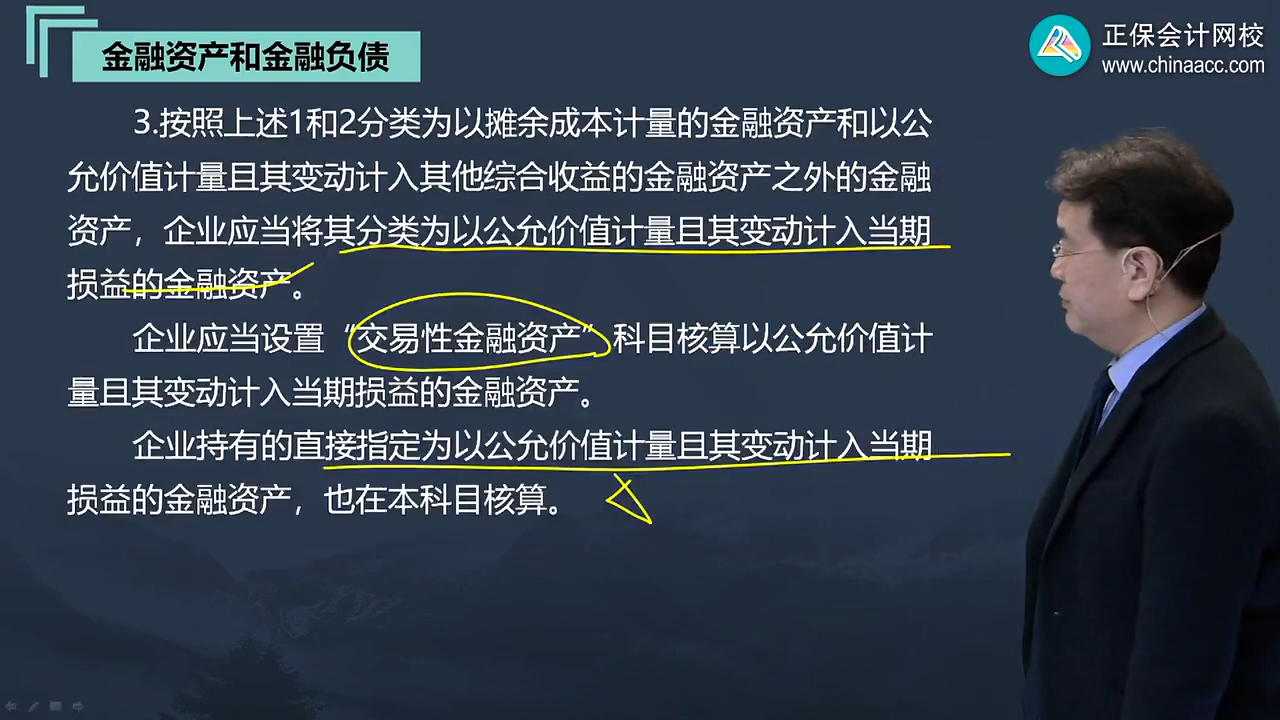 金融资产和金融负债
正保会计网校
www.chinaacc.com
3.按照上述1和2分类为以摊余成本计量的金融资产和以公
允价值计量且其变动计入其他综合收益的金融资产之外的金融
资产，企业应当将其分类为以公允价值计量且其变动计入当期
损益的金融资产。
企业应当设置“交易性金融资产”科目核算以公允价值计
量且其变动计入当期损益的金融资产。
企业持有的直接指定为以公允价值计量且其变动计入当期
损益的金融资产，也在本科目核算。